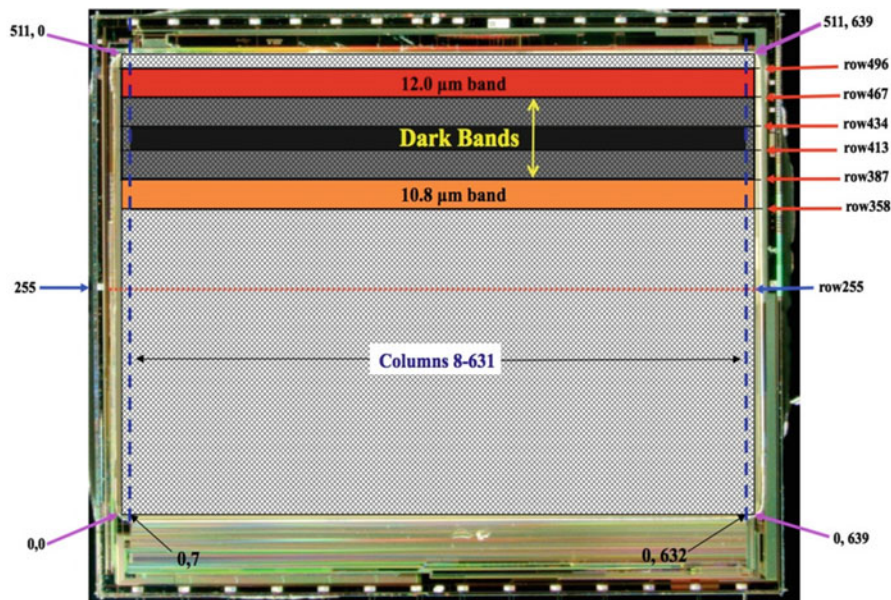 511, 0
511, 639
row496
12.0 µm band
row467
row434
Dark Bands
row413
row387
10.8 µm band
row358
255
row255
Columns 8-631
0,0
0,7
0, 632
0, 639